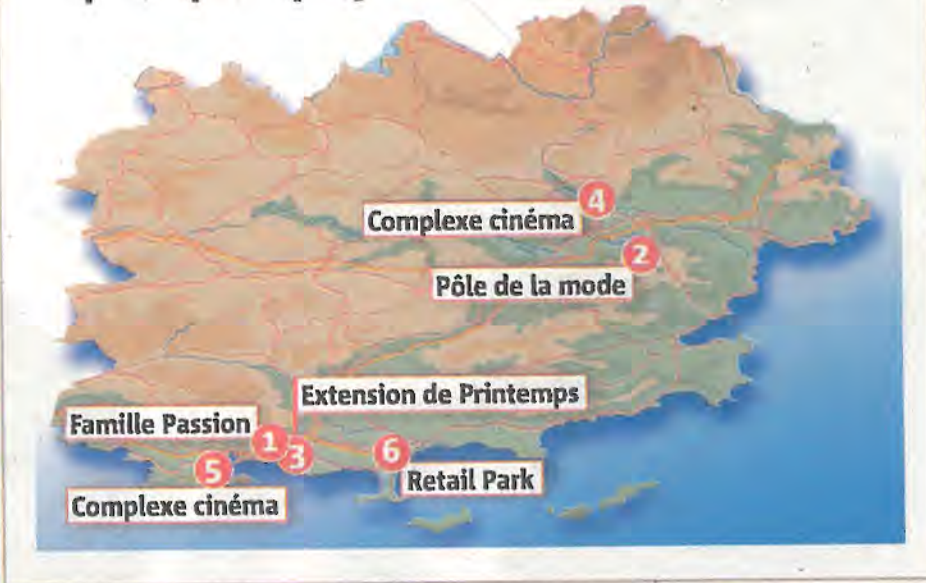 4
Complexe cinéma
2
Pôle de la mode
Extension de Printemps
Famille Passion
1
3
6
5
Retail Park
Complexe cinéma